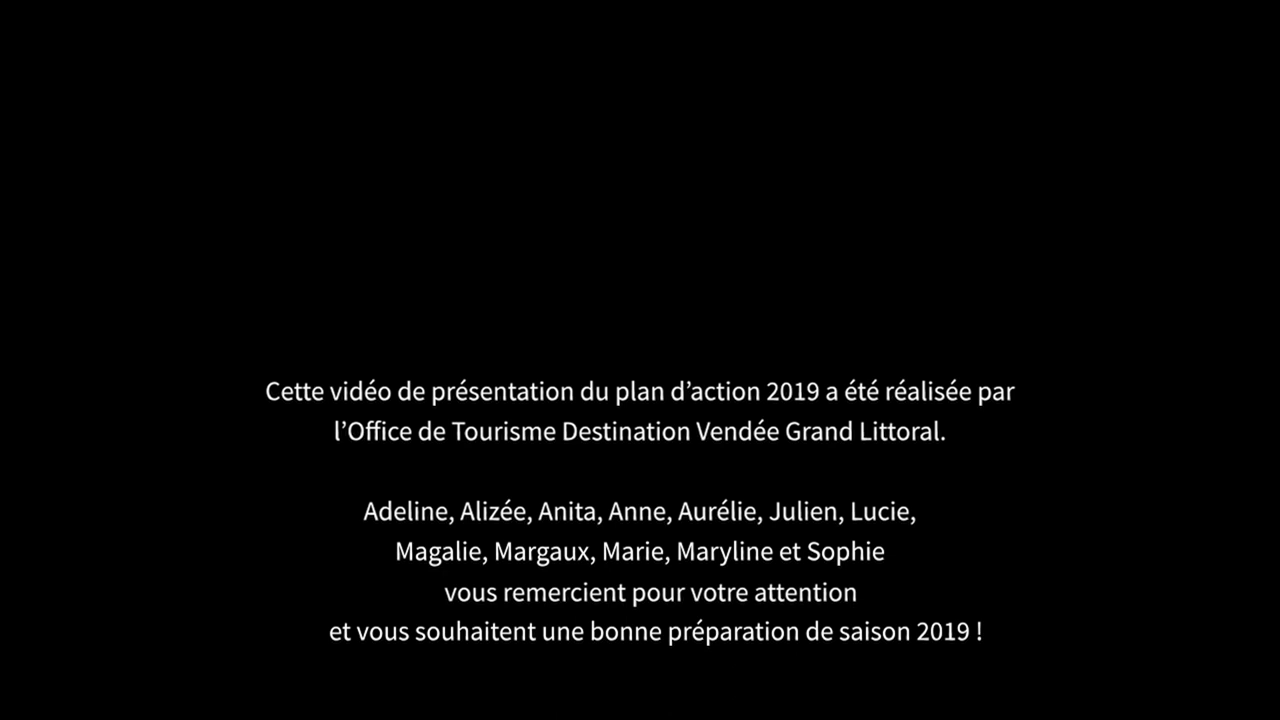 Cette vidéo de présentation du plan d’action 2019 a été réalisée par
l’Office de Tourisme Destination Vendée Grand Littoral.
Adeline, Alizée, Anita, Anne, Aurélie, Julien, Lucie,
Magalie, Margaux, Marie, Maryline et Sophie
vous remercient pour votre attention
et vous souhaitent une bonne préparation de saison 2019 !